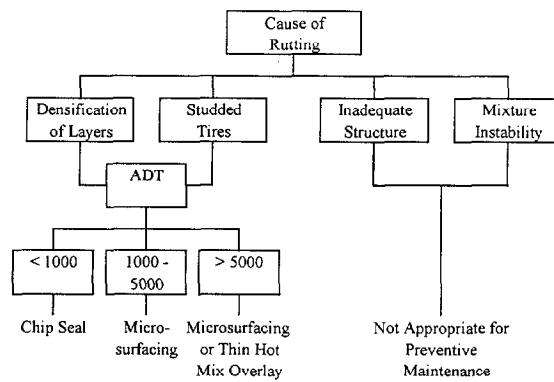 Cause of
Rutting
Densification
of Layers
Studded
Tires
Inadequate
Structure
Mixture
Instability
ADT
< 1000
1000 -
5000
> 5000
Chip Seal
Micro-
surfacing
Microsurfacing
or Thin Hot
Mix Overlay
Not Appropriate for
Preventive
Maintenance